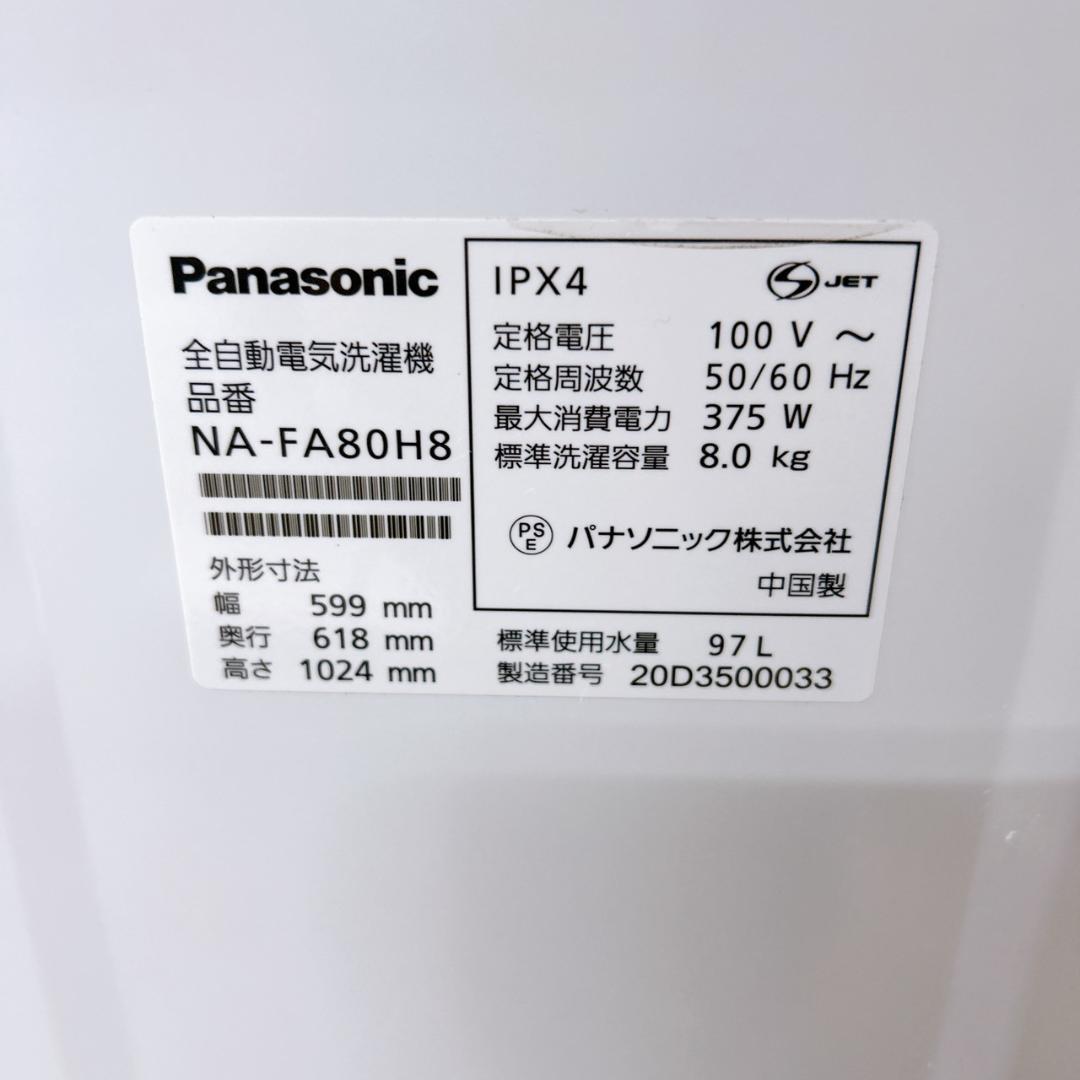 Panasonic
全自動電気洗濯機
品番
NA-FA80H8
外形寸法
幅 599 mm
奥行 618 mm
高さ 1024 mm
IPX4
S JET
定格電圧 100 V ～
定格周波数 50/60 Hz
最大消費電力 375 W
標準洗濯容量 8.0 kg
PS
E
パナソニック株式会社
中国製
標準使用水量 97 L
製造番号 20D3500033